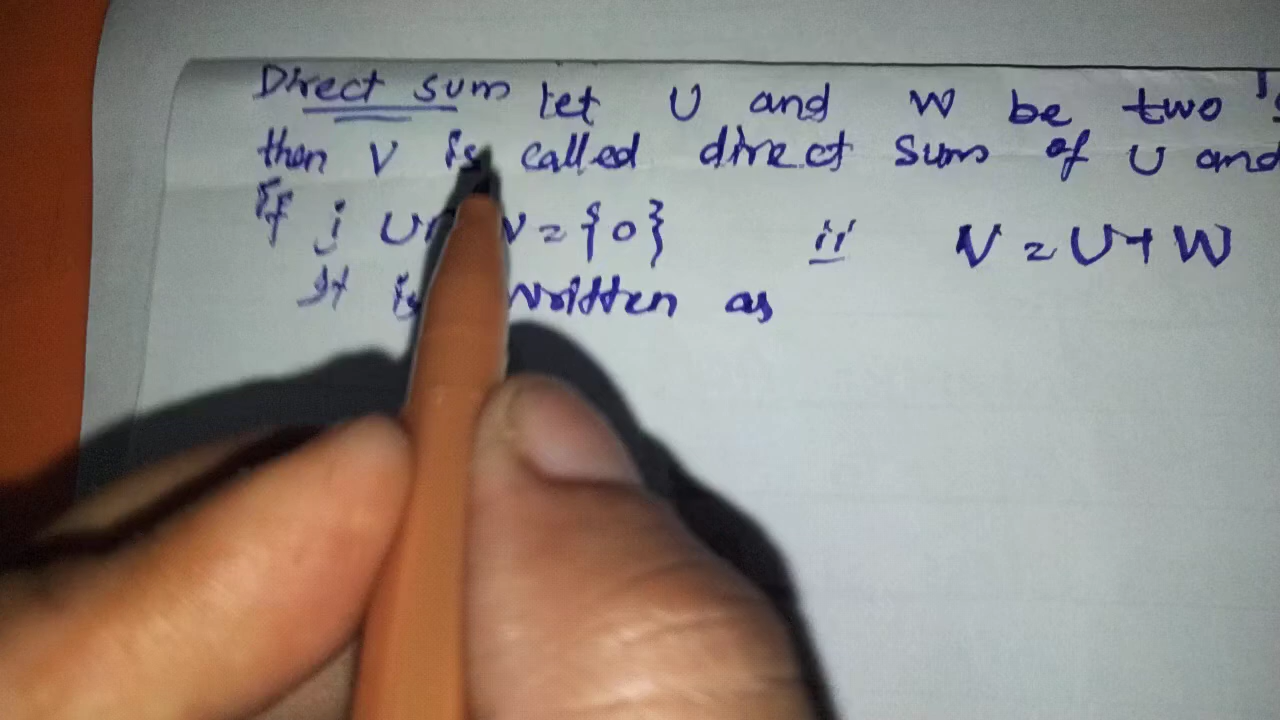 Direct sum let U and W be two
then V is called direct sum of U and
If i U W = {0} ii V = U + W
It is written as